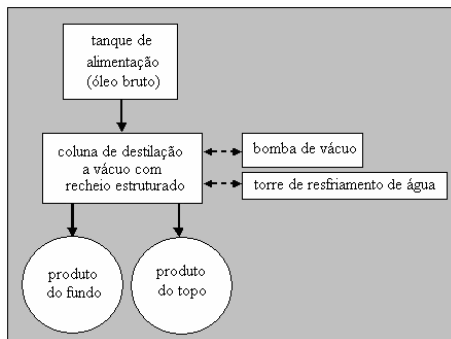 tanque de
alimentação
(óleo bruto)
coluna de destilação
a vácuo com
recheio estruturado
bomba de vácuo
torre de resfriamento de água
produto
do fundo
produto
do topo